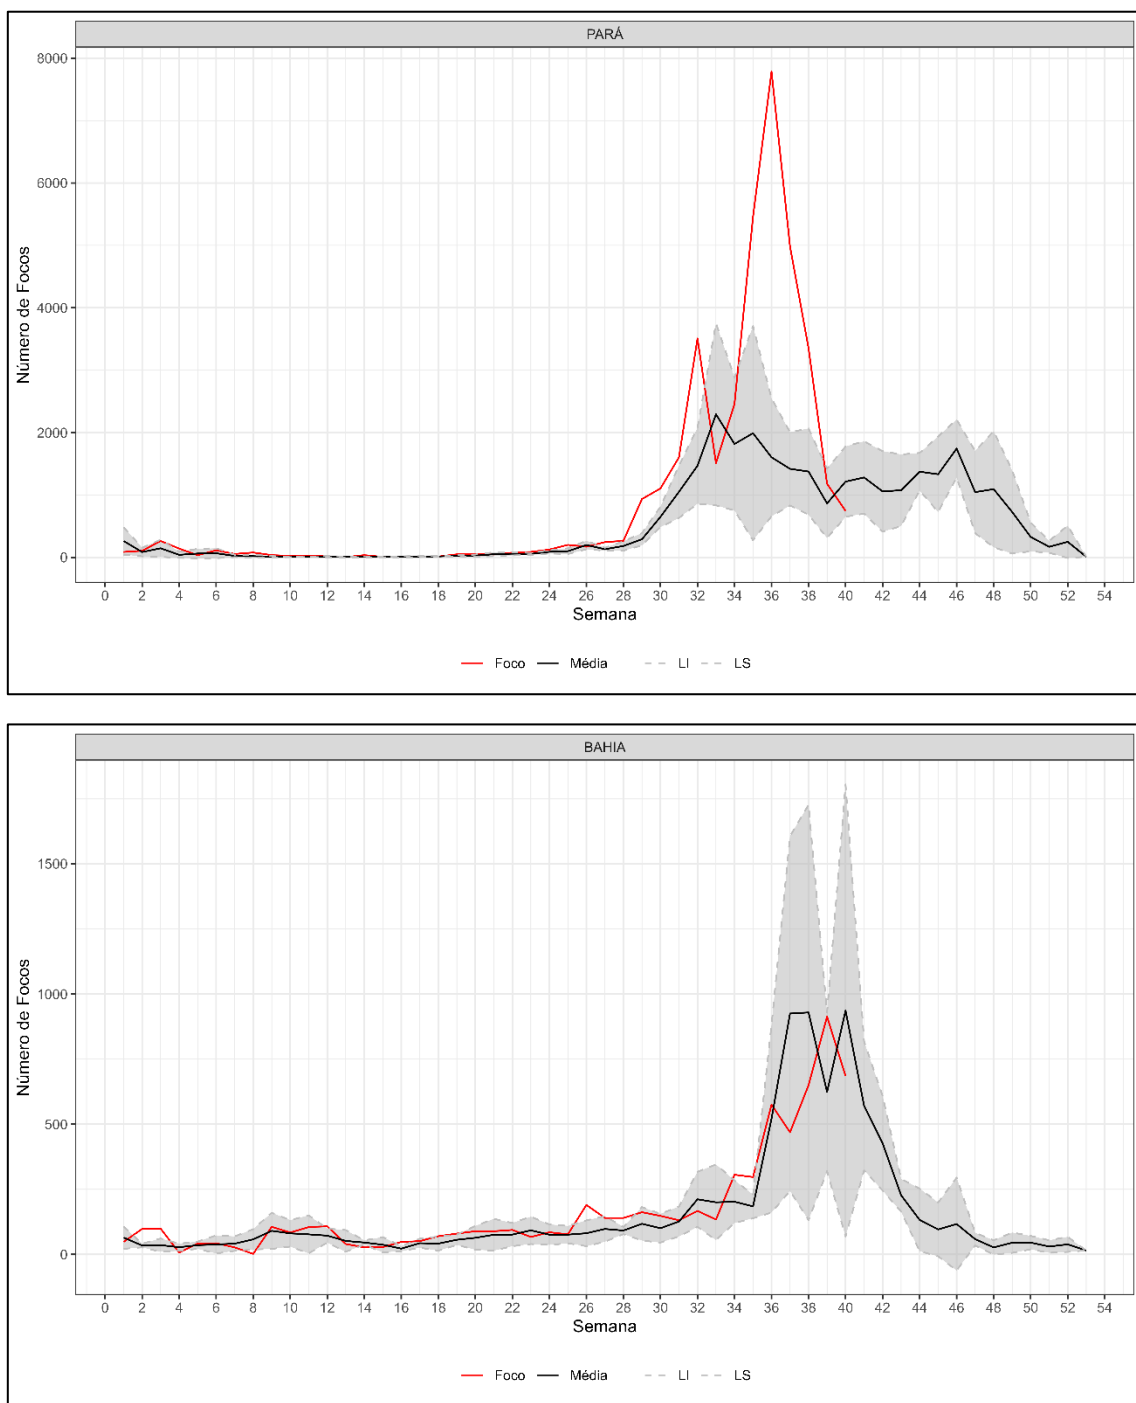 PARÁ
8000
6000
4000
2000
0
Número de Focos
0 2 4 6 8 10 12 14 16 18 20 22 24 26 28 30 32 34 36 38 40 42 44 46 48 50 52 54
Semana
Foco Média LI LS
BAHIA
1500
1000
500
0
Número de Focos
0 2 4 6 8 10 12 14 16 18 20 22 24 26 28 30 32 34 36 38 40 42 44 46 48 50 52 54
Semana
Foco Média LI LS